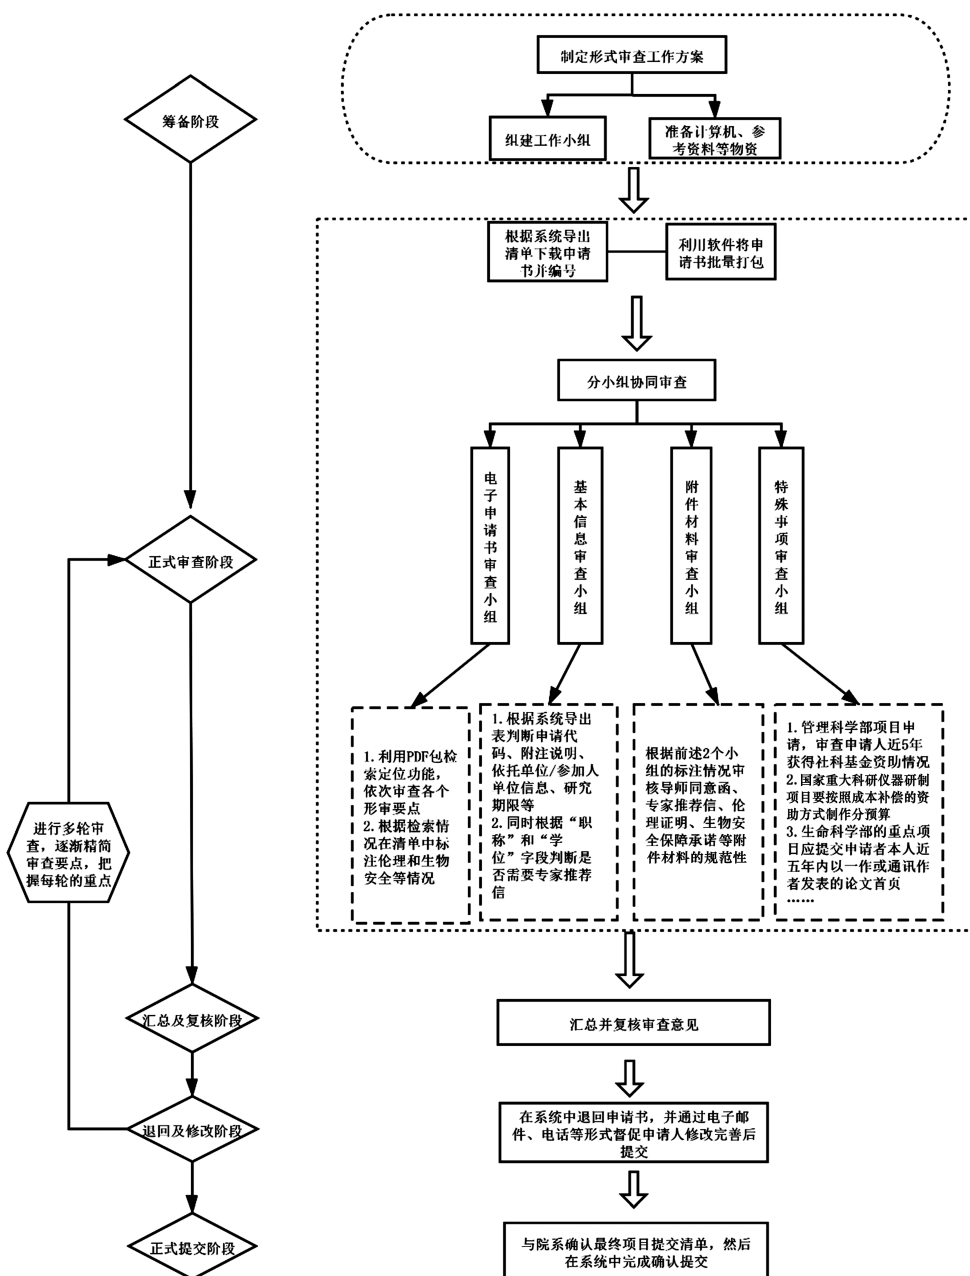 筹备阶段
正式审查阶段
进行多轮审
查，逐渐精简
审查要点，把
握每轮的重点
汇总及复核阶段
退回及修改阶段
正式提交阶段
制定形式审查工作方案
组建工作小组
准备计算机、参
考资料等物资
根据系统导出
清单下载申请
书并编号
利用软件将申
请书批量打包
分小组协同审查
电子申请书审查小组
基本信息审查小组
附件材料审查小组
特殊事项审查小组
1.利用PDF包检
索定位功能，
依次审查各个
形审要点
2.根据检索情
况在清单中标
注伦理和生物
安全等情况
1.根据系统导出
表判断申请代
码、附注说明、
依托单位/参加人
单位信息、研究
期限等
2.同时根据“职
称”和“学
位”字段判断是
否需要专家推荐
信
根据前述2个小
组的标注情况审
核导师同意函、
专家推荐信、伦
理证明、生物安
全保障承诺等附
件材料的规范性
1.管理科学部项目申
请，审查申请人近5年
获得社科基金资助情况
2.国家重大科研仪器研制
项目要按照成本补偿的资
助方式制作分预算
3.生命科学部的重点项
目应提交申请者本人近
五年内以一作或通讯作
者发表的论文首页
……
汇总并复核审查意见
在系统中退回申请书，并通过电子邮
件、电话等形式督促申请人修改完善后
提交
与院系确认最终项目提交清单，然后
在系统中完成确认提交